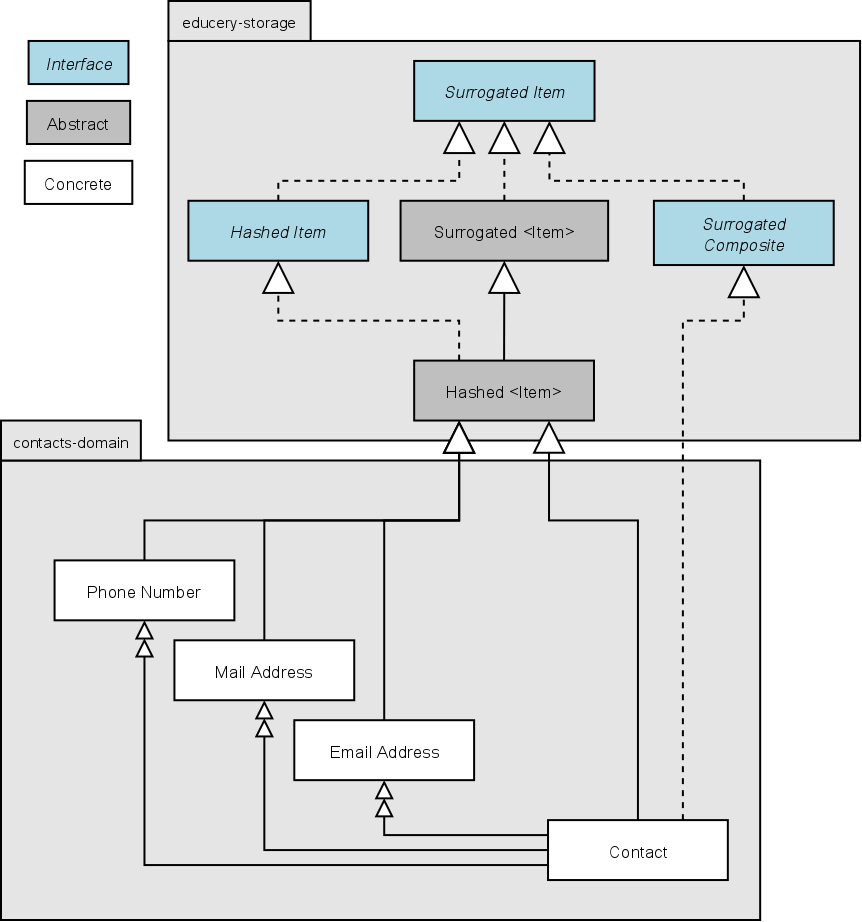 educery-storage
Interface
Abstract
Concrete
Surrogated Item
Hashed Item
Surrogated <Item>
Surrogated
Composite
Hashed <Item>
contacts-domain
Phone Number
Mail Address
Email Address
Contact